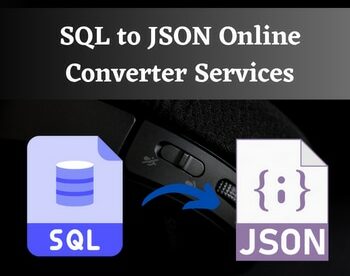 SQL to JSON Online
Converter Services
SQL
{;}
JSON